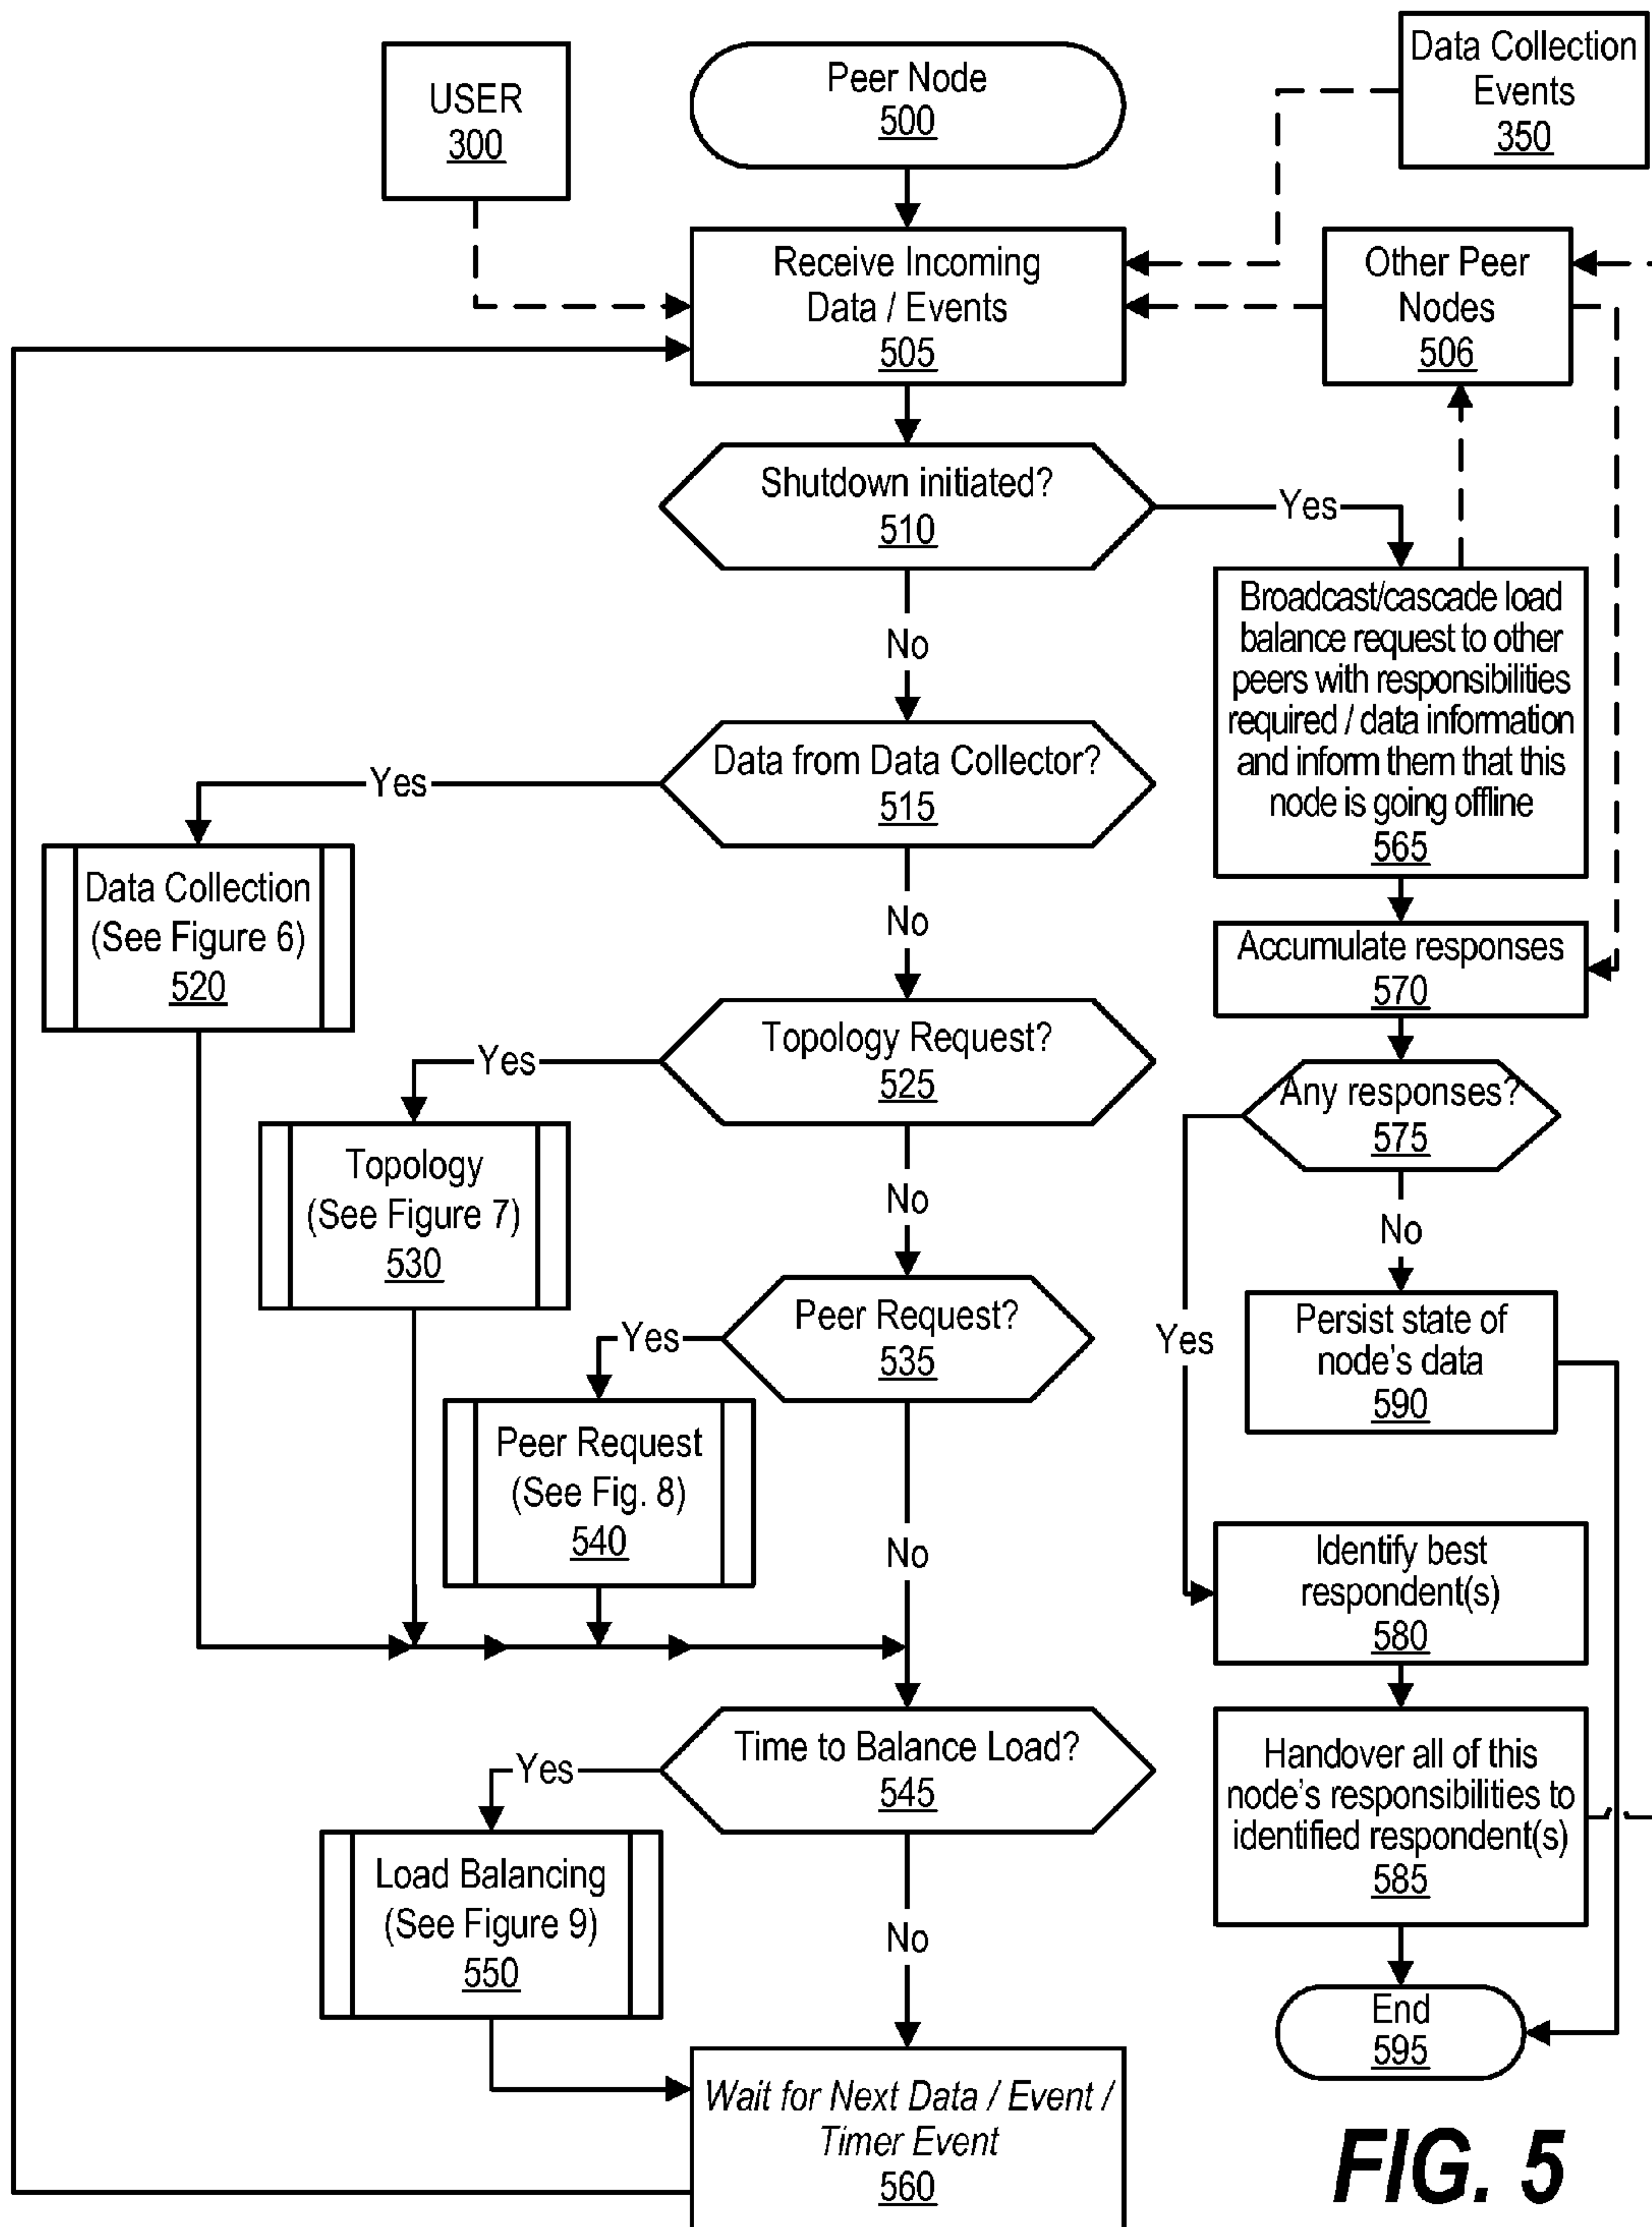 USER
300
Peer Node
500
Data Collection
Events
350
Receive Incoming
Data / Events
505
Other Peer
Nodes
506
Shutdown initiated?
510
Yes
No
Broadcast/cascade load
balance request to other
peers with responsibilities
required / data information
and inform them that this
node is going offline
565
Data from Data Collector?
515
Yes
No
Data Collection
(See Figure 6)
520
Accumulate responses
570
Topology Request?
525
Yes
No
Any responses?
575
No
Yes
Topology
(See Figure 7)
530
Peer Request?
535
Yes
No
Persist state of
node's data
590
Peer Request
(See Fig. 8)
540
Identify best
respondent(s)
580
Time to Balance Load?
545
Yes
No
Handover all of this
node's responsibilities to
identified respondent(s)
585
Load Balancing
(See Figure 9)
550
End
595
Wait for Next Data / Event /
Timer Event
560
FIG. 5